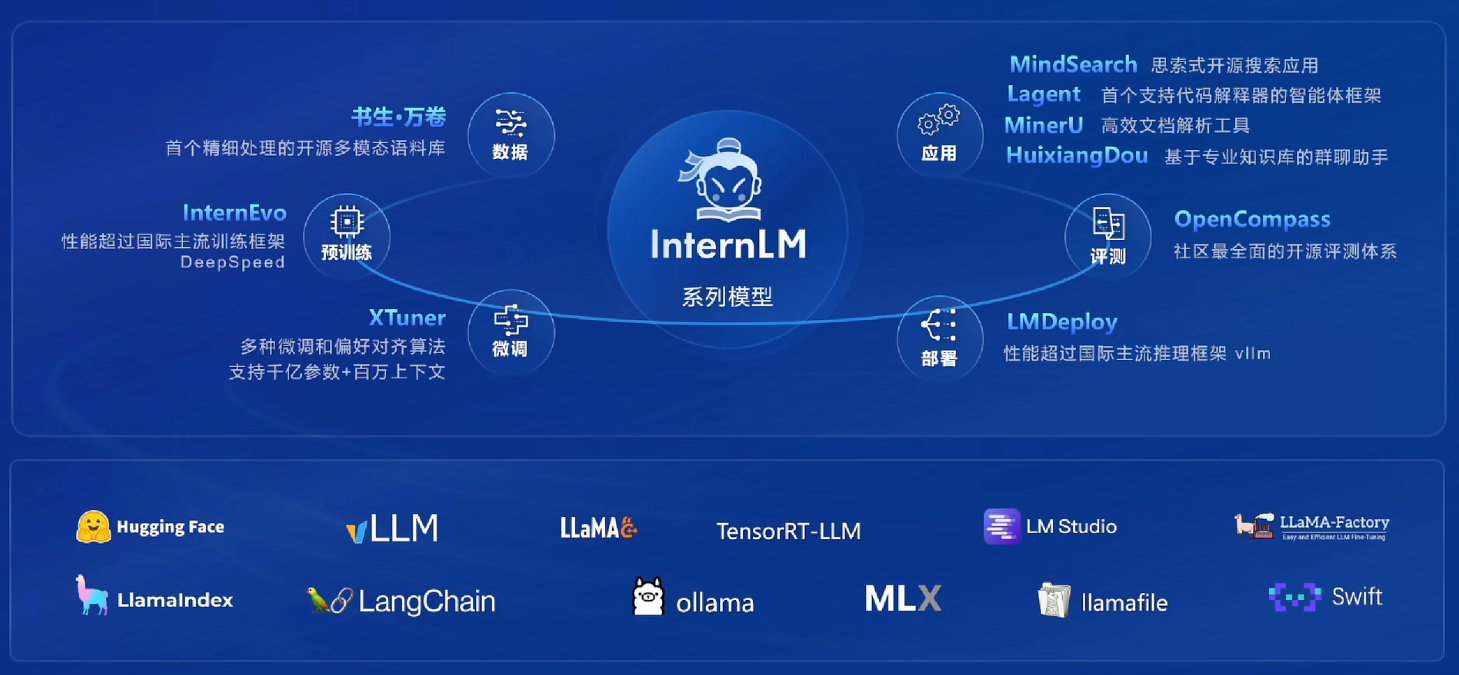 书生·万卷
首个精细处理的开源多模态语料库
数据
InternEvo
性能超过国际主流训练框架
DeepSpeed
预训练
XTuner
多种微调和偏好对齐算法
支持千亿参数+百万上下文
微调
InternLM
系列模型
应用
MindSearch 思索式开源搜索应用
Lagent 首个支持代码解释器的智能体框架
MinerU 高效文档解析工具
HuixiangDou 基于专业知识库的群聊助手
评测
OpenCompass
社区最全面的开源评测体系
部署
LMDeploy
性能超过国际主流推理框架 vllm
Hugging Face
vLLM
LLaMA C++
TensorRT-LLM
LM Studio
LLaMA-Factory
Easy and Efficient LLM Fine-Tuning
LlamaIndex
LangChain
ollama
MLX
llamafile
Swift